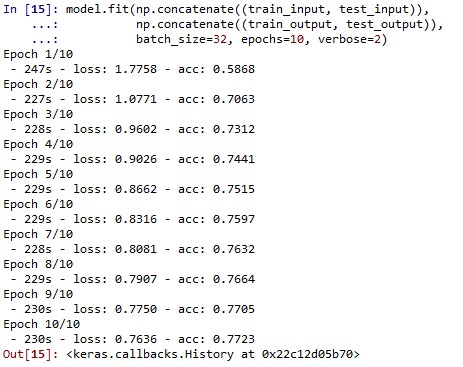 In [15]: model.fit(np.concatenate((train_input, test_input)),
    ...:           np.concatenate((train_output, test_output)),
    ...:           batch_size=32, epochs=10, verbose=2)
Epoch 1/10
 - 247s - loss: 1.7758 - acc: 0.5868
Epoch 2/10
 - 227s - loss: 1.0771 - acc: 0.7063
Epoch 3/10
 - 228s - loss: 0.9602 - acc: 0.7312
Epoch 4/10
 - 229s - loss: 0.9026 - acc: 0.7441
Epoch 5/10
 - 229s - loss: 0.8662 - acc: 0.7515
Epoch 6/10
 - 229s - loss: 0.8316 - acc: 0.7597
Epoch 7/10
 - 228s - loss: 0.8081 - acc: 0.7632
Epoch 8/10
 - 229s - loss: 0.7907 - acc: 0.7664
Epoch 9/10
 - 230s - loss: 0.7750 - acc: 0.7705
Epoch 10/10
 - 230s - loss: 0.7636 - acc: 0.7723
Out[15]: <keras.callbacks.History at 0x22c12d05b70>